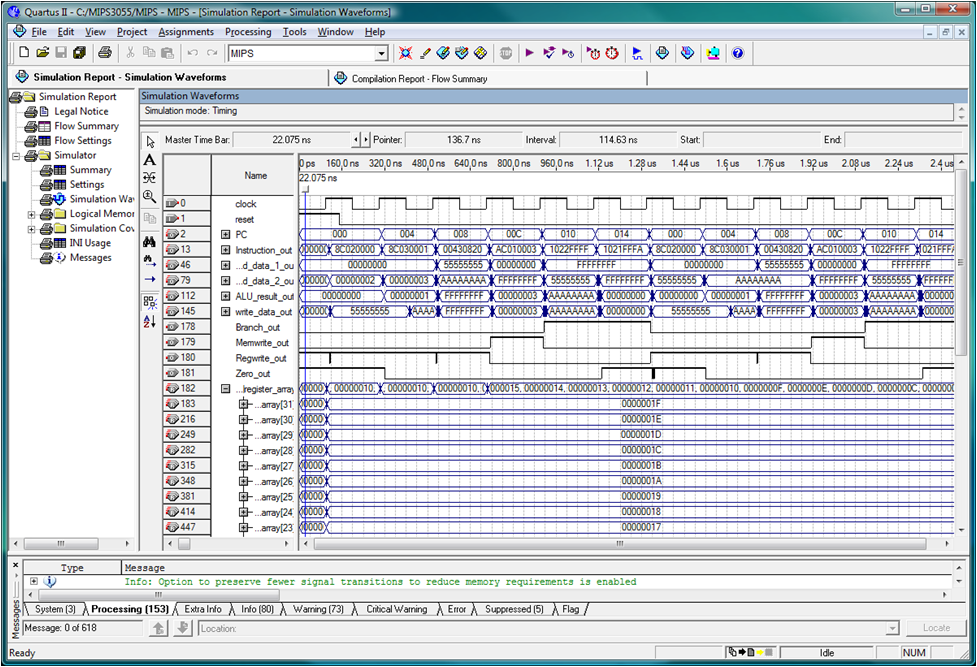 Quartus II - C:/MIPS3055/MIPS - MIPS - [Simulation Report - Simulation Waveforms]
File Edit View Project Assignments Processing Tools Window Help
MIPS
Simulation Report - Simulation Waveforms
Compilation Report - Flow Summary
Simulation Report
Legal Notice
Flow Summary
Flow Settings
Simulator
Summary
Settings
Simulation Wa
Logical Memor
Simulation Cov
INI Usage
Messages
Simulation Waveforms
Simulation mode: Timing
Master Time Bar: 22.075 ns Pointer: 136.7 ns Interval: 114.63 ns Start: End:
Name
0 ps 160,0 ns 320,0 ns 480,0 ns 640,0 ns 800,0 ns 960,0 ns 1.12 us 1.28 us 1.44 us 1.6 us 1.76 us 1.92 us 2.08 us 2.24 us 2.4 us
22.075 ns
0 clock
1 reset
2 PC 000 004 008 00C 010 014 000 004 008 00C 010 014
13 Instruction_out 00000 8C020000 8C030001 00430820 AC010003 1022FFFF 1021FFFA 8C020000 8C030001 00430820 AC010003 1022FFFF 1021FFF
46 ...d_data_1_ou 00000000 55555555 00000000 FFFFFFFF 00000000 55555555 00000000 FFFFFFFF
79 ...d_data_2_ou 00000 00000002 00000003 AAAAAAAA FFFFFFFF 55555555 FFFFFFFF 55555555 AAAAAAAA FFFFFFFF 55555555 FFFFF
112 ALU_result_out 00000000 00000001 FFFFFFFF 00000003 AAAAAAAA 00000000 00000000 00000001 FFFFFFFF 00000003 AAAAAAAA 00000
145 write_data_out 00000 55555555 AAAA FFFFFFFF 00000003 AAAAAAAA 00000000 55555555 AAAA FFFFFFFF 00000003 AAAAAAAA 00000
178 Branch_out
179 Memwrite_out
180 Regwrite_out
181 Zero_out
182 ...register_array 0000 00000010, 00000010, 00000010, 000015, 00000014, 00000013, 00000012, 00000011, 00000010, 0000000F, 0000000E, 0000000D, 0000000C, 00000
183 ...array[31] 0000 0000001F
216 ...array[30] 0000 0000001E
249 ...array[29] 0000 0000001D
282 ...array[28] 0000 0000001C
315 ...array[27] 0000 0000001B
348 ...array[26] 0000 0000001A
381 ...array[25] 0000 00000019
414 ...array[24] 0000 00000018
447 ...array[23] 0000 00000017
Messages
Type Message
Info: Option to preserve fewer signal transitions to reduce memory requirements is enabled
System (3) Processing (153) Extra Info Info (80) Warning (73) Critical Warning Error Suppressed (5) Flag
Message: 0 of 618 Location: Locate
Ready Idle NUM